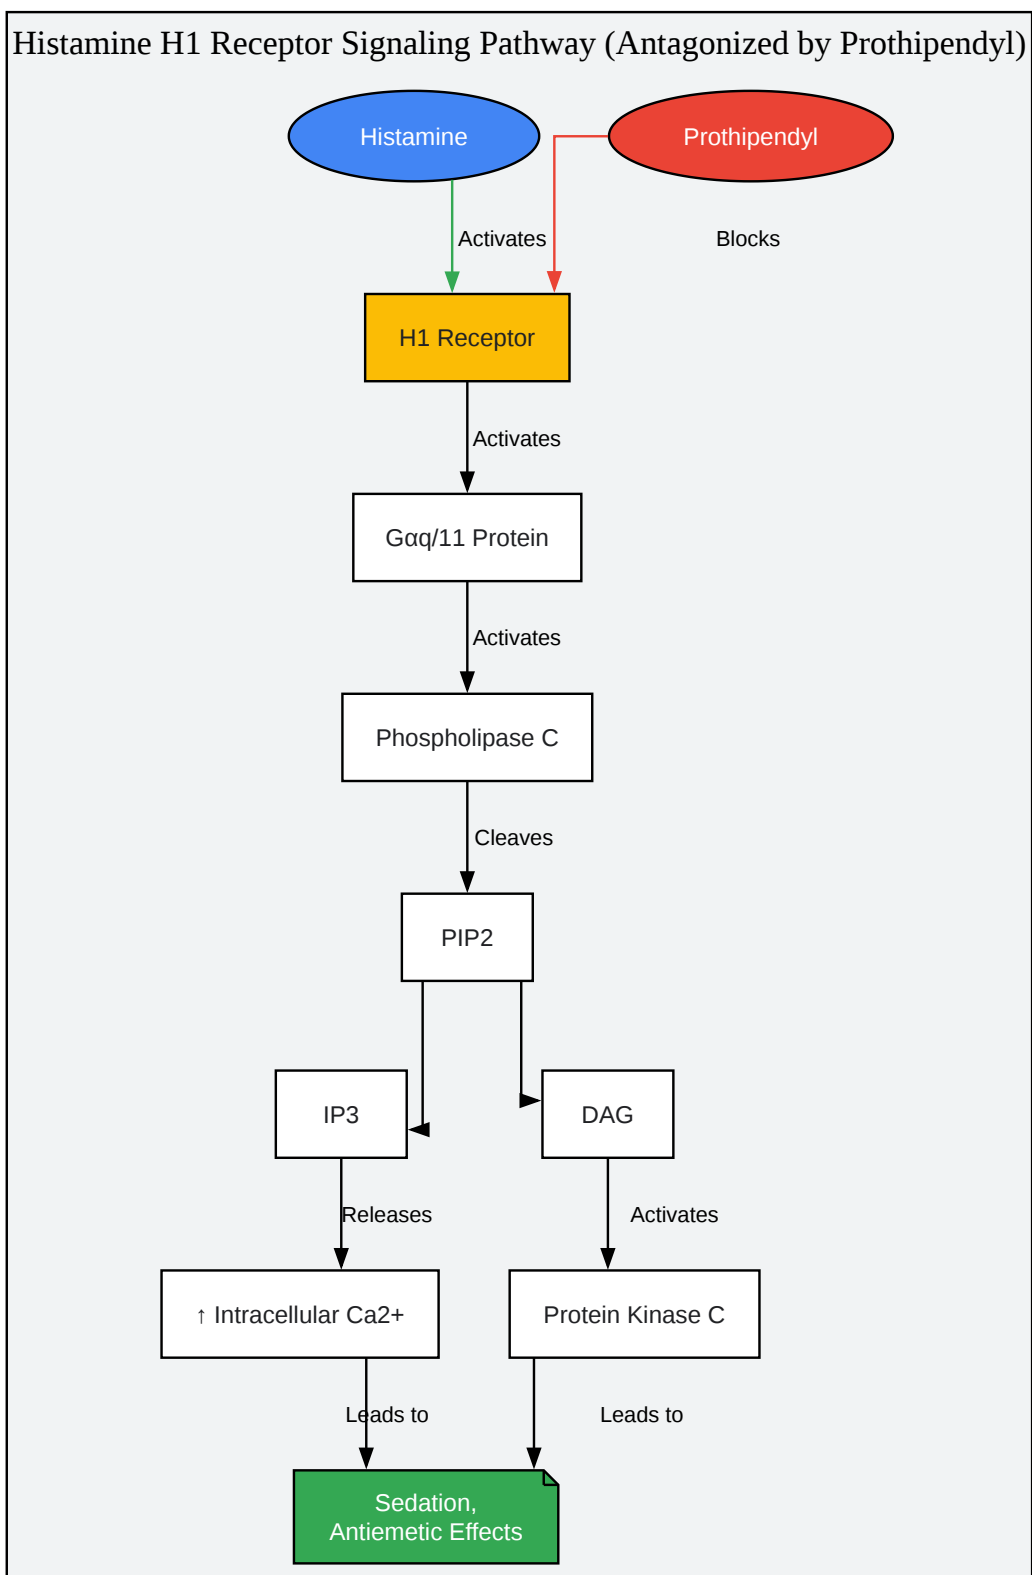 Histamine H1 Receptor Signaling Pathway (Antagonized by Prothipendyl)
Histamine
Prothipendyl
Activates
Blocks
H1 Receptor
Activates
Gαq/11 Protein
Activates
Phospholipase C
Cleaves
PIP2
IP3
DAG
Releases
Activates
↑ Intracellular Ca2+
Protein Kinase C
Leads to
Leads to
Sedation,
Antiemetic Effects